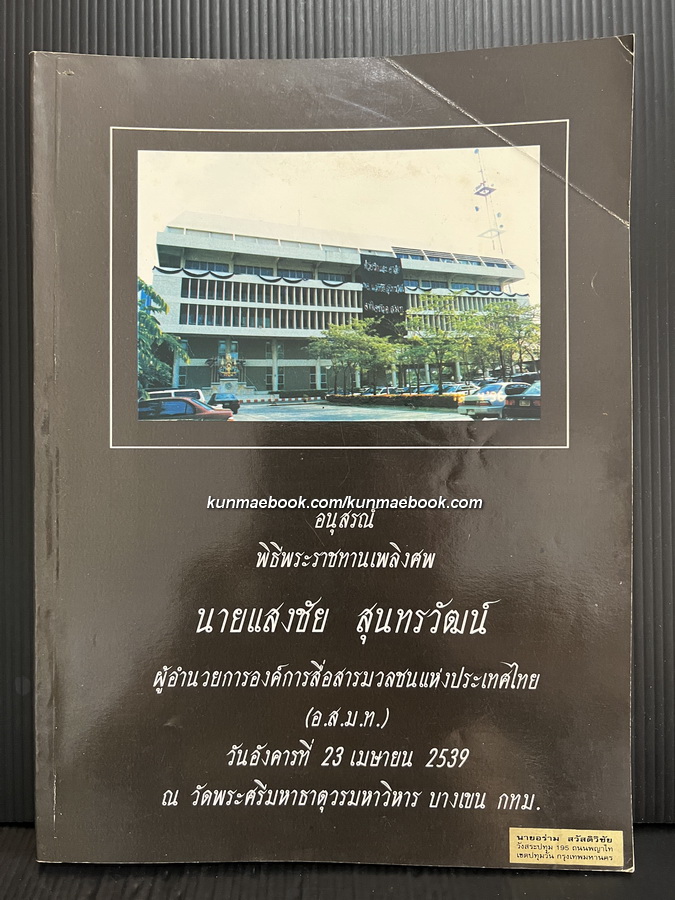 kunmaebook.com/kunmaebook.com
อนุสรณ์
พิธีพระราชทานเพลิงศพ
นายแสงชัย สุนทรวัฒน์
ผู้อำนวยการองค์การสื่อสารมวลชนแห่งประเทศไทย
(อ.ส.ม.ท.)
วันอังคารที่ 23 เมษายน 2539
ณ วัดพระศรีมหาธาตุวรมหาวิหาร บางเขน กทม.
นายอร่าม สวัสดิวิชัย
วังสระปทุม 195 ถนนพญาไท
เขตปทุมวัน กรุงเทพมหานคร